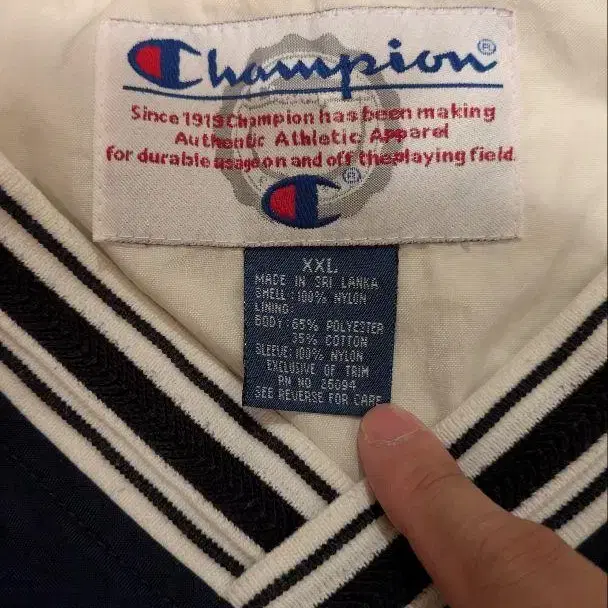 Champion ®
Since 1919 Champion has been making
Authentic Athletic Apparel
for durable usage on and off the playing field.
®
XXL
MADE IN SRI LANKA
SHELL : 100% NYLON
LINING:
BODY: 65% POLYESTER
35% COTTON
SLEEVE: 100% NYLON
EXCLUSIVE OF TRIM
RN NO 26094
SEE REVERSE FOR CARE